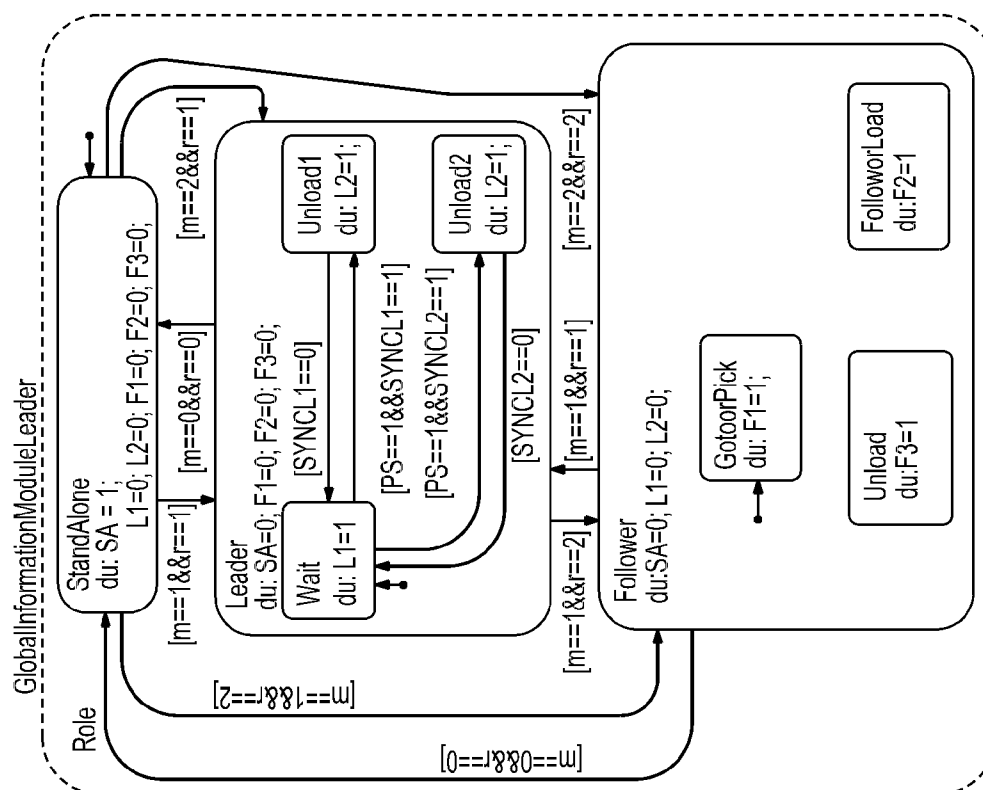 GlobalInformationModuleLeader
Role
StandAlone
du: SA = 1;
L1=0; L2=0; F1=0; F2=0; F3=0;
[m==1&&r==1]
[m==0&&r==0]
[m==2&&r==1]
Leader
du: SA=0; F1=0; F2=0; F3=0;
Wait
du: L1=1
[SYNCL1==0]
Unload1
du: L2=1;
[PS==1&&SYNCL1==1]
[PS==1&&SYNCL2==1]
Unload2
du: L2=1;
[SYNCL2==0]
[m==1&&r==2]
[m==0&&r==0]
[m==1&&r==2]
[m==1&&r==1]
[m==2&&r==2]
Follower
du:SA=0; L1=0; L2=0;
GotoorPick
du: F1=1;
Unload
du:F3=1
FolloworLoad
du:F2=1